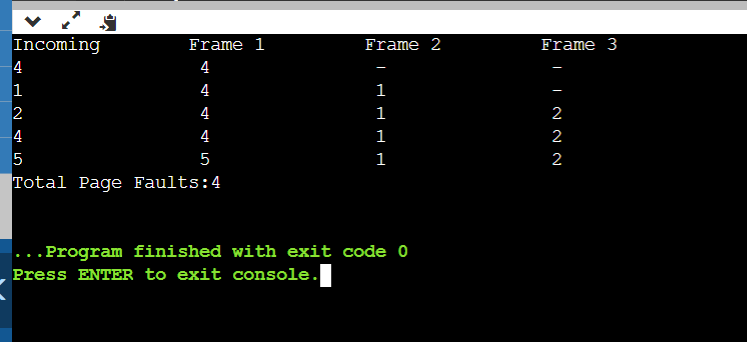 Incoming Frame 1 Frame 2 Frame 3
4 4 - -
1 4 1 -
2 4 1 2
4 4 1 2
5 5 1 2
Total Page Faults:4
...Program finished with exit code 0
Press ENTER to exit console.